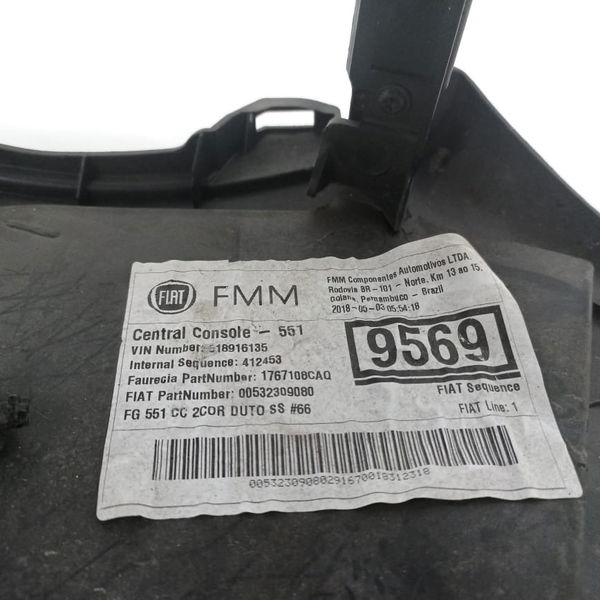 FIAT
FMM
FMM Componentes Automotivos LTDA.
Rodovia BR - 101 - Norte, Km 13 ao 15,
Goiana, Pernambuco - Brazil
2018-05-03 05:54:18
Central Console - 551
VIN Number: 518916135
Internal Sequence: 412453
Faurecia PartNumber: 1767108CAQ
FIAT PartNumber: 00532309080
FG 551 CC 2COR DUTO SS #66
9569
FIAT Sequence
FIAT Line: 1
00532309080291670018312318